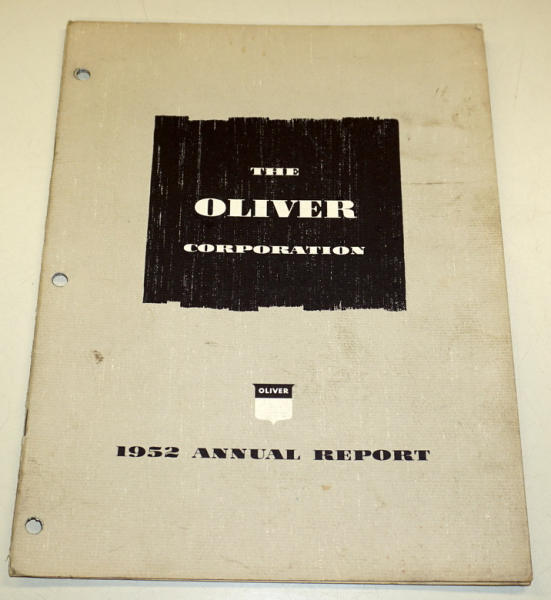 THE
OLIVER
CORPORATION
OLIVER
1952 ANNUAL REPORT